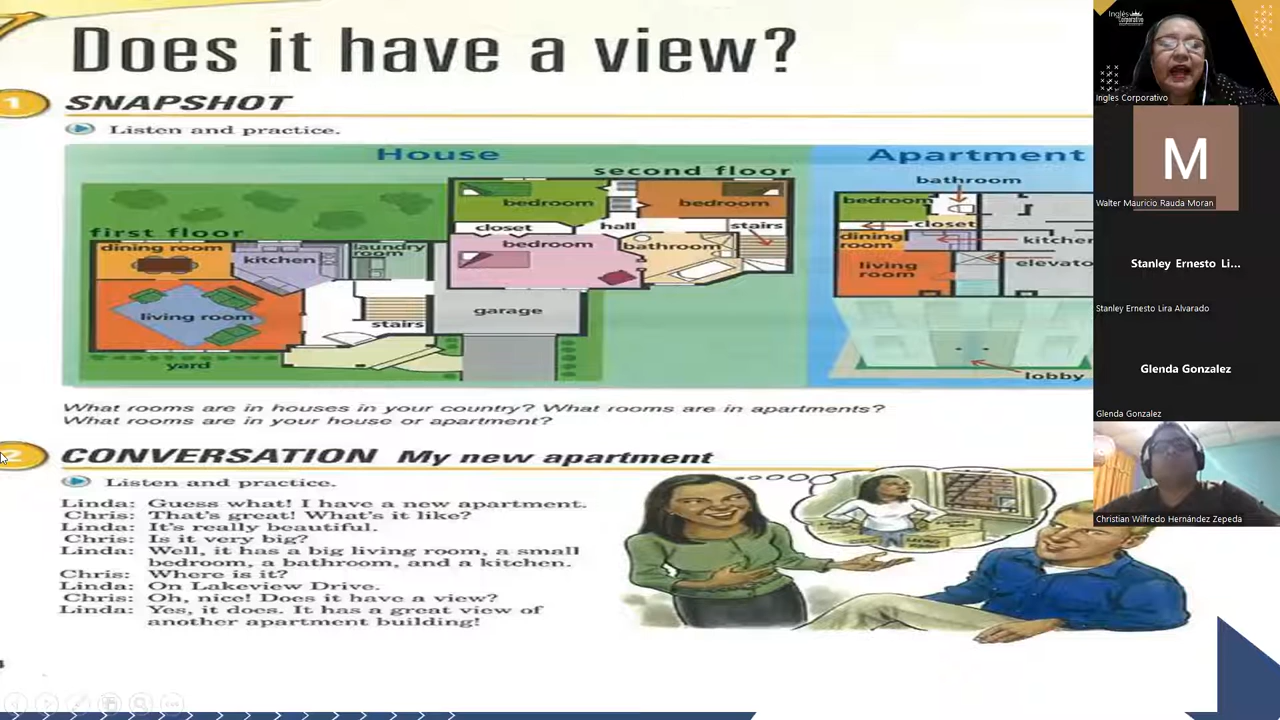 Does it have a view?
1 SNAPSHOT
Listen and practice.
House
Apartment
second floor
bathroom
bedroom
bedroom
bedroom
closet
hall
stairs
closet
first floor
dining room
kitchen
laundry room
bedroom
bathroom
dining room
kitchen
elevato
living room
living room
garage
stairs
yard
lobby
What rooms are in houses in your country? What rooms are in apartments?
What rooms are in your house or apartment?
2 CONVERSATION My new apartment
Listen and practice.
Linda: Guess what! I have a new apartment.
Chris: That's great! What's it like?
Linda: It's really beautiful.
Chris: Is it very big?
Linda: Well, it has a big living room, a small
bedroom, a bathroom, and a kitchen.
Chris: Where is it?
Linda: On Lakeview Drive.
Chris: Oh, nice! Does it have a view?
Linda: Yes, it does. It has a great view of
another apartment building!
Inglés
Corporativo
Ingles Corporativo
M
Walter Mauricio Rauda Moran
Stanley Ernesto Li...
Stanley Ernesto Lira Alvarado
Glenda Gonzalez
Glenda Gonzalez
Christian Wilfredo Hernández Zepeda